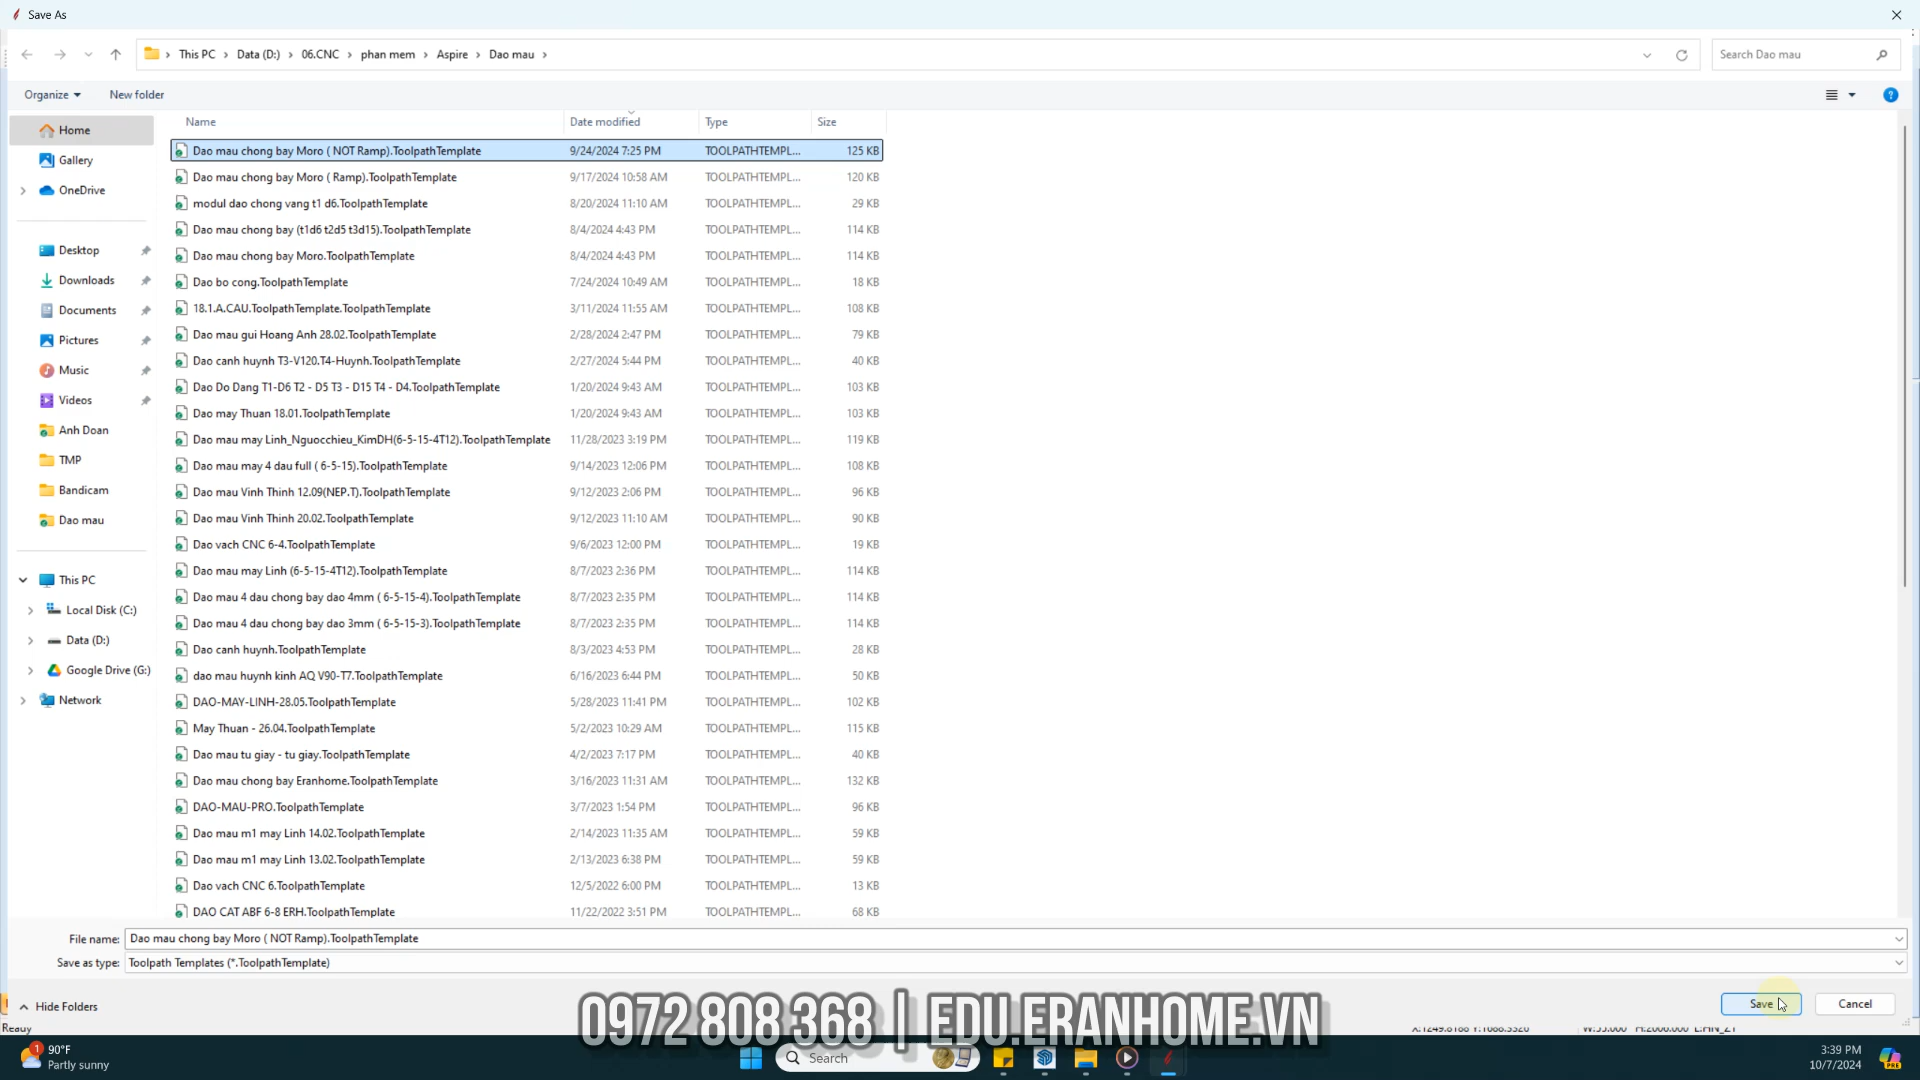 Save As
This PC > Data (D:) > 06.CNC > phan mem > Aspire > Dao mau >
Search Dao mau
Organize
New folder
Name Date modified Type Size
Home
Gallery
OneDrive
Desktop
Downloads
Documents
Pictures
Music
Videos
Anh Doan
TMP
Bandicam
Dao mau
This PC
Local Disk (C:)
Data (D:)
Google Drive (G:)
Network
Dao mau chong bay Moro ( NOT Ramp).ToolpathTemplate 9/24/2024 7:25 PM TOOLPATHTEMPL... 125 KB
Dao mau chong bay Moro ( Ramp).ToolpathTemplate 9/17/2024 10:58 AM TOOLPATHTEMPL... 120 KB
modul dao chong vang t1 d6.ToolpathTemplate 8/20/2024 11:10 AM TOOLPATHTEMPL... 29 KB
Dao mau chong bay (t1d6 t2d5 t3d15).ToolpathTemplate 8/4/2024 4:43 PM TOOLPATHTEMPL... 114 KB
Dao mau chong bay Moro.ToolpathTemplate 8/4/2024 4:43 PM TOOLPATHTEMPL... 114 KB
Dao bo cong.ToolpathTemplate 7/24/2024 10:49 AM TOOLPATHTEMPL... 18 KB
18.1.A.CAU.ToolpathTemplate.ToolpathTemplate 3/11/2024 11:55 AM TOOLPATHTEMPL... 108 KB
Dao mau gui Hoang Anh 28.02.ToolpathTemplate 2/28/2024 2:47 PM TOOLPATHTEMPL... 79 KB
Dao canh huynh T3-V120.T4-Huynh.ToolpathTemplate 2/27/2024 5:44 PM TOOLPATHTEMPL... 40 KB
Dao Do Dang T1-D6 T2 - D5 T3 - D15 T4 - D4.ToolpathTemplate 1/20/2024 9:43 AM TOOLPATHTEMPL... 103 KB
Dao may Thuan 18.01.ToolpathTemplate 1/20/2024 9:43 AM TOOLPATHTEMPL... 103 KB
Dao mau may Linh_Nguocchieu_KimDH(6-5-15-4T12).ToolpathTemplate 11/28/2023 3:19 PM TOOLPATHTEMPL... 119 KB
Dao mau may 4 dau full ( 6-5-15).ToolpathTemplate 9/14/2023 12:06 PM TOOLPATHTEMPL... 108 KB
Dao mau Vinh Thinh 12.09(NEP.T).ToolpathTemplate 9/12/2023 2:06 PM TOOLPATHTEMPL... 96 KB
Dao mau Vinh Thinh 20.02.ToolpathTemplate 9/12/2023 11:10 AM TOOLPATHTEMPL... 90 KB
Dao vach CNC 6-4.ToolpathTemplate 9/6/2023 12:00 PM TOOLPATHTEMPL... 19 KB
Dao mau may Linh (6-5-15-4T12).ToolpathTemplate 8/7/2023 2:36 PM TOOLPATHTEMPL... 114 KB
Dao mau 4 dau chong bay dao 4mm ( 6-5-15-4).ToolpathTemplate 8/7/2023 2:35 PM TOOLPATHTEMPL... 114 KB
Dao mau 4 dau chong bay dao 3mm ( 6-5-15-3).ToolpathTemplate 8/7/2023 2:35 PM TOOLPATHTEMPL... 114 KB
Dao canh huynh.ToolpathTemplate 8/3/2023 4:53 PM TOOLPATHTEMPL... 28 KB
dao mau huynh kinh AQ V90-T7.ToolpathTemplate 6/16/2023 6:44 PM TOOLPATHTEMPL... 50 KB
DAO-MAY-LINH-28.05.ToolpathTemplate 5/28/2023 11:41 PM TOOLPATHTEMPL... 102 KB
May Thuan - 26.04.ToolpathTemplate 5/2/2023 10:29 AM TOOLPATHTEMPL... 115 KB
Dao mau tu giay - tu giay.ToolpathTemplate 4/2/2023 7:17 PM TOOLPATHTEMPL... 40 KB
Dao mau chong bay Eranhome.ToolpathTemplate 3/16/2023 11:31 AM TOOLPATHTEMPL... 132 KB
DAO-MAU-PRO.ToolpathTemplate 3/7/2023 1:54 PM TOOLPATHTEMPL... 96 KB
Dao mau m1 may Linh 14.02.ToolpathTemplate 2/14/2023 11:35 AM TOOLPATHTEMPL... 59 KB
Dao mau m1 may Linh 13.02.ToolpathTemplate 2/13/2023 6:38 PM TOOLPATHTEMPL... 59 KB
Dao vach CNC 6.ToolpathTemplate 12/5/2022 6:00 PM TOOLPATHTEMPL... 13 KB
DAO CAT ABF 6-8 ERH.ToolpathTemplate 11/22/2022 3:51 PM TOOLPATHTEMPL... 68 KB
File name: Dao mau chong bay Moro ( NOT Ramp).ToolpathTemplate
Save as type: Toolpath Templates (*.ToolpathTemplate)
Hide Folders
Save
Cancel
0972 808 368 | EDU.ERANHOME.VN
Ready
1
90°F
Partly sunny
Search
3:39 PM
10/7/2024